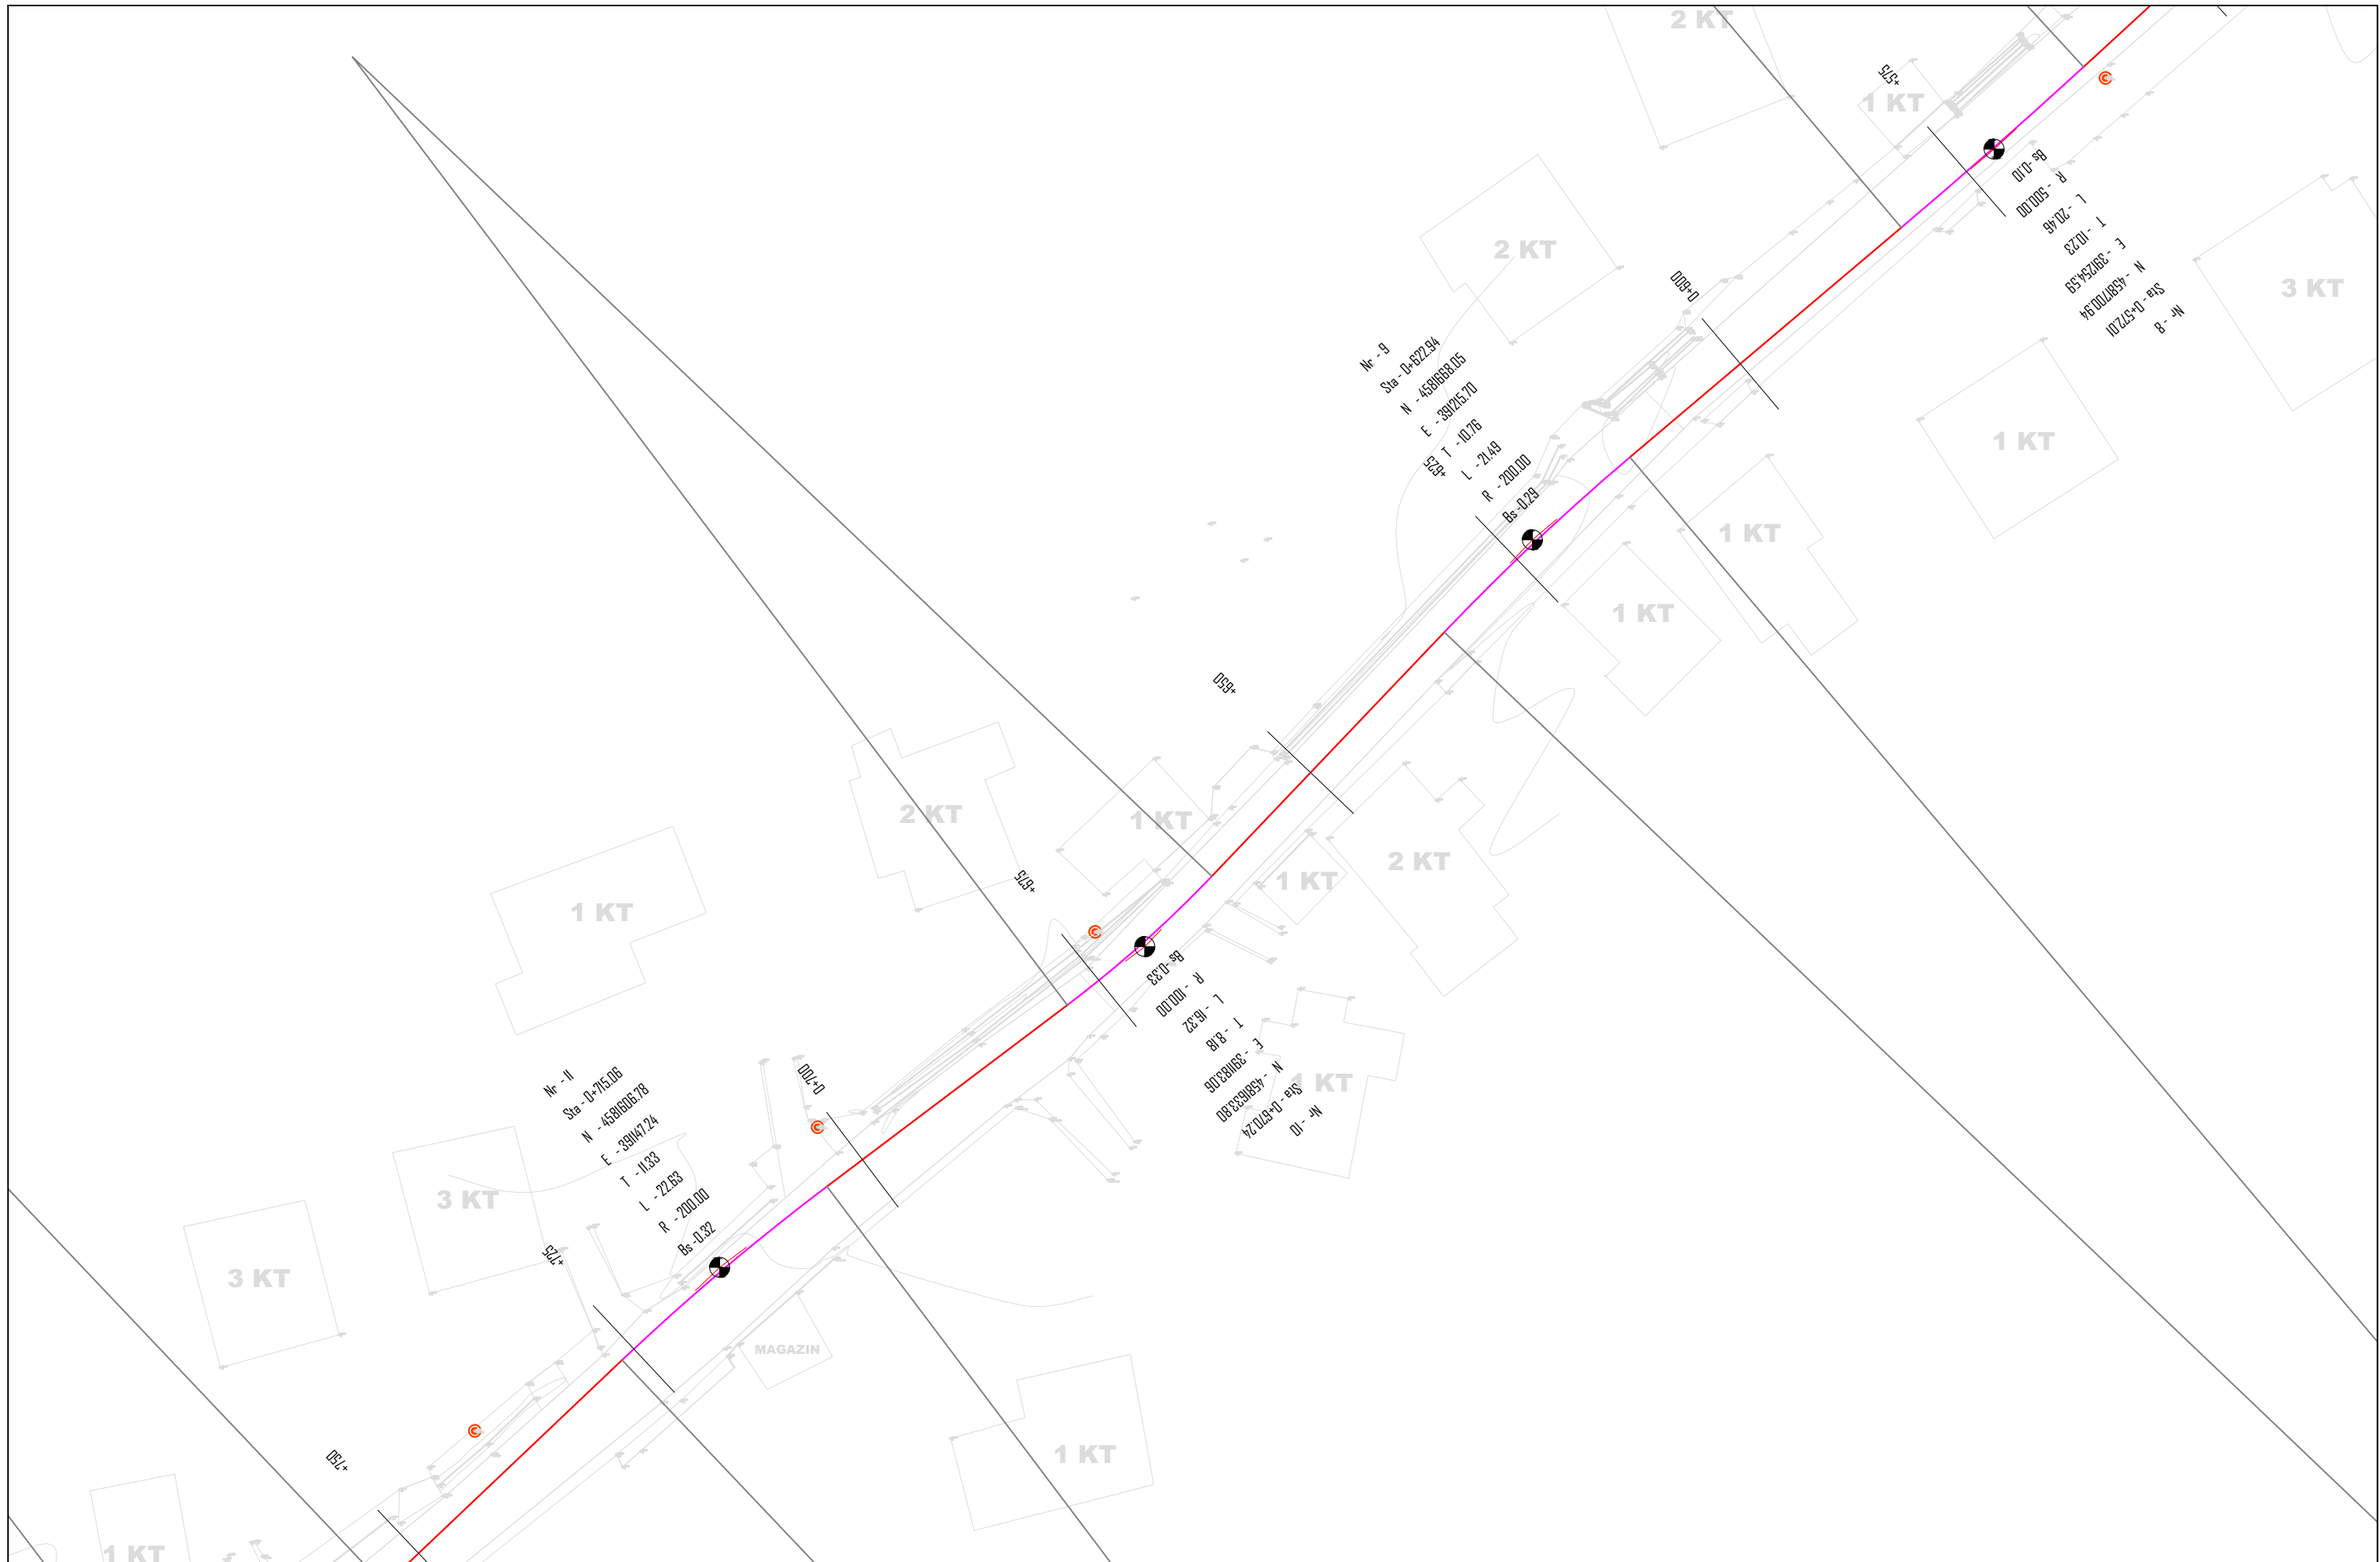 2 KT
+575
1 KT
Bs -0.10
R - 500.00
L - 20.46
T - 10.23
E - 391254.59
N - 4581700.94
Sta - 0+572.01
Nr - 8
2 KT
3 KT
0+600
Nr - 9
Sta - 0+622.94
N - 4581668.05
E - 391215.70
T - 10.76
L - 21.49
R - 200.00
Bs -0.29
+625
1 KT
1 KT
1 KT
+650
2 KT
1 KT
2 KT
1 KT
+675
1 KT
Bs -0.33
R - 100.00
L - 16.32
T - 8.18
E - 391183.06
N - 4581633.80
Sta - 0+670.24
Nr - 10
1 KT
0+700
Nr - 11
Sta - 0+715.06
N - 4581606.78
E - 391147.24
T - 11.33
L - 22.63
R - 200.00
Bs -0.32
3 KT
+725
3 KT
MAGAZIN
1 KT
+750
1 KT